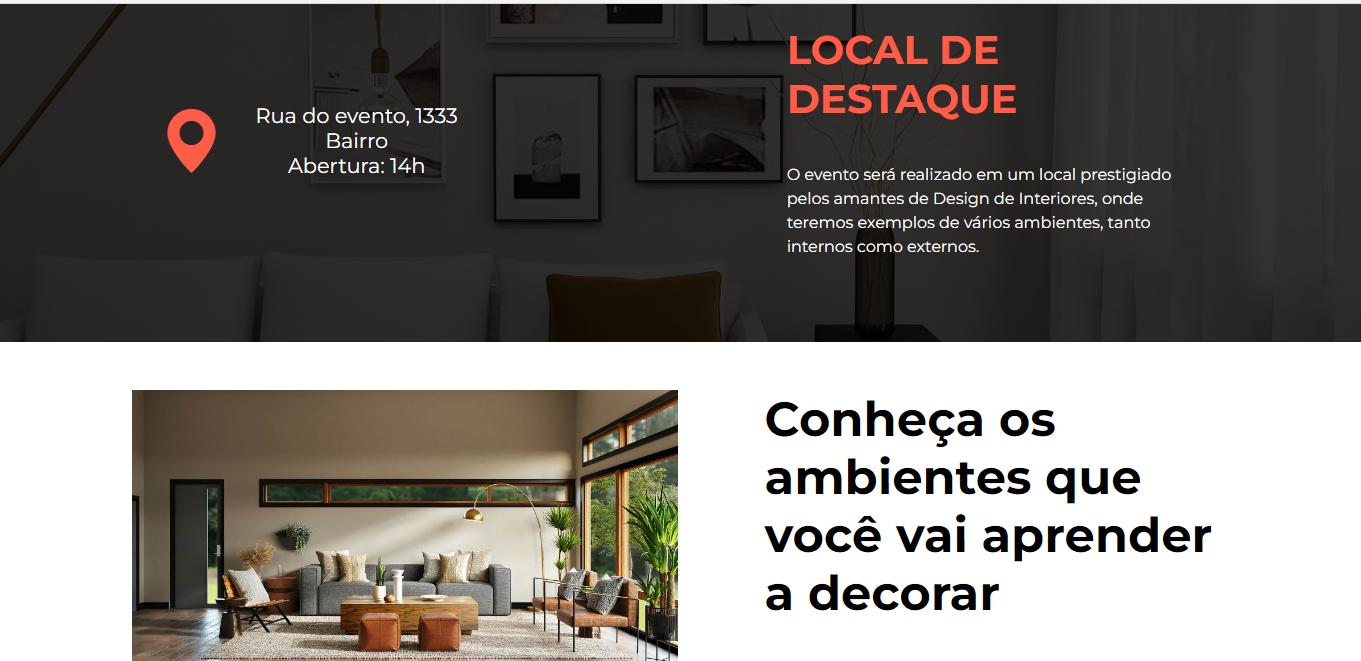 Rua do evento, 1333
Bairro
Abertura: 14h
LOCAL DE
DESTAQUE
O evento será realizado em um local prestigiado
pelos amantes de Design de Interiores, onde
teremos exemplos de vários ambientes, tanto
internos como externos.
Conheça os
ambientes que
você vai aprender
a decorar